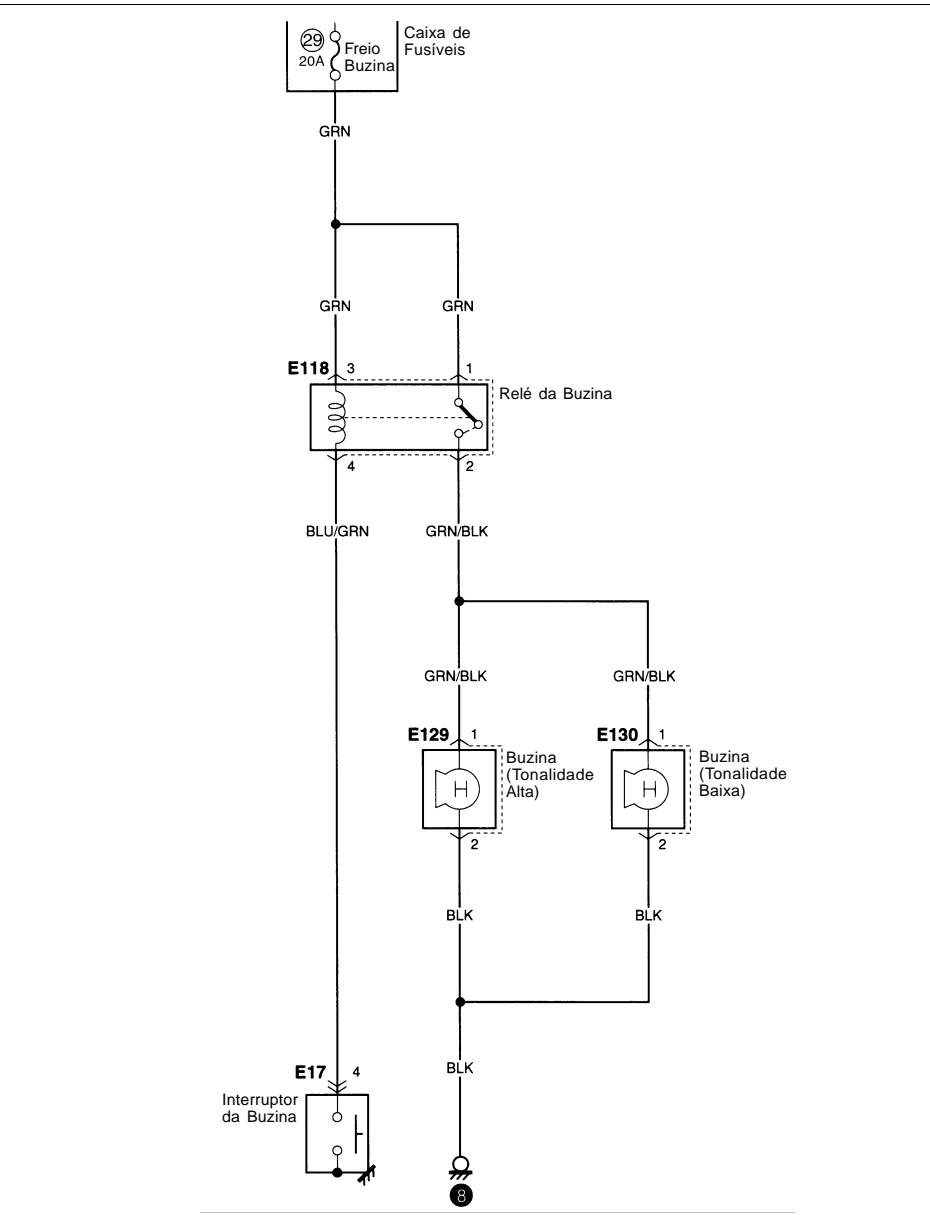 29
20A
Freio
Buzina
Caixa de
Fusíveis
GRN
GRN
GRN
E118
3
1
Relé da Buzina
4
2
BLU/GRN
GRN/BLK
GRN/BLK
GRN/BLK
E129
1
E130
1
H
Buzina
(Tonalidade
Alta)
H
Buzina
(Tonalidade
Baixa)
2
2
BLK
BLK
BLK
E17
4
Interruptor
da Buzina
8